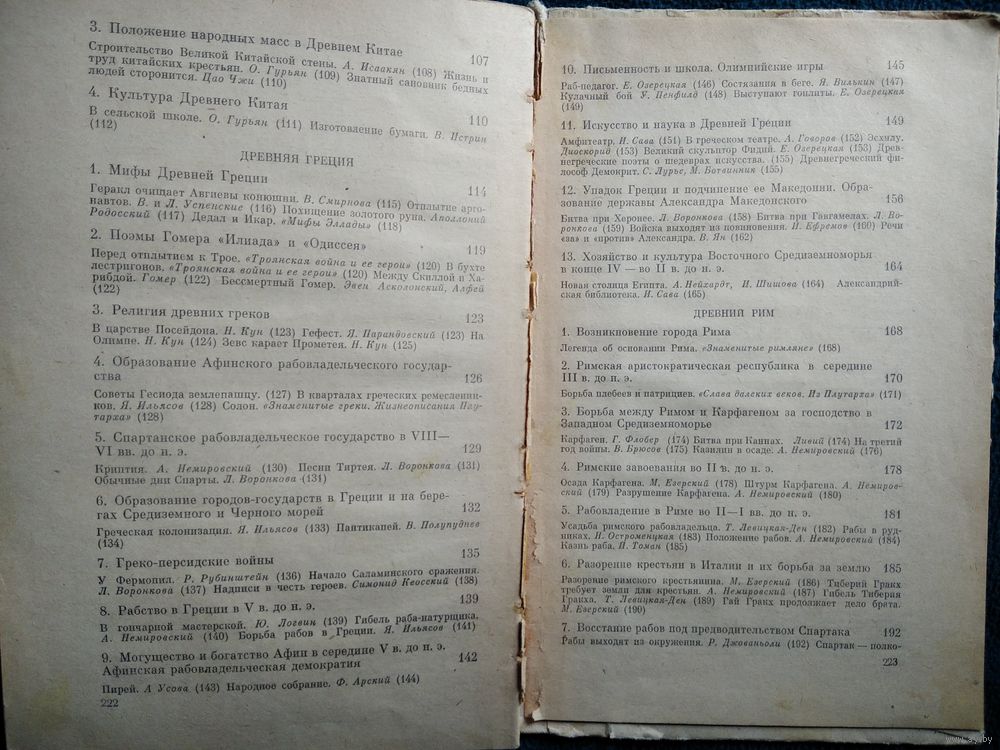 3. Положение народных масс в Древнем Китае 107
Строительство Великой Китайской стены. А. Исаакян (108) Жизнь и
труд китайских крестьян. О. Гурьян (109) Знатный сановник бедных
людей сторонится. Цао Чжи (110)
4. Культура Древнего Китая 110
В сельской школе. О. Гурьян (111) Изготовление бумаги. В. Истрин
(112)
ДРЕВНЯЯ ГРЕЦИЯ
1. Мифы Древней Греции 114
Геракл очищает Авгиевы конюшни. В. Смирнова (115) Отплытие арго-
навтов. В. и Л. Успенские (116) Похищение золотого руна. Аполлоний
Родосский (117) Дедал и Икар. «Мифы Эллады» (118)
2. Поэмы Гомера «Илиада» и «Одиссея» 119
Перед отплытием к Трое. «Троянская война и ее герои» (120) В бухте
лестригонов. «Троянская война и ее герои» (120) Между Скиллой и Ха-
рибдой. Гомер (122) Бессмертный Гомер. Эвен Асколонский, Алфей
(122)
3. Религия древних греков 123
В царстве Посейдона. Н. Кун (123) Гефест. Я. Парандовский (123) На
Олимпе. Н. Кун (124) Зевс карает Прометея. Н. Кун (125)
4. Образование Афинского рабовладельческого государ-
ства 126
Советы Гесиода землепашцу. (127) В кварталах греческих ремесленни-
ков. Я. Ильясов (128) Солон. «Знаменитые греки. Жизнеописания Плу-
тарха» (128)
5. Спартанское рабовладельческое государство в VIII—
VI вв. до н. э. 129
Криптия. А. Немировский (130) Песни Тиртея. Л. Воронкова (131)
Обычные дни Спарты. Л. Воронкова (131)
6. Образование городов-государств в Греции и на бере-
гах Средиземного и Черного морей 132
Греческая колонизация. Я. Ильясов (133) Пантикапей. В. Полупуднев
(134)
7. Греко-персидские войны 135
У Фермопил. Р. Рубинштейн (136) Начало Саламинского сражения.
Л. Воронкова (137) Надписи в честь героев. Симонид Кеосский (138)
8. Рабство в Греции в V в. до н. э. 139
В гончарной мастерской. Ю. Логвин (139) Гибель раба-натурщика.
А. Немировский (140) Борьба рабов в Греции. Я. Ильясов (141)
9. Могущество и богатство Афин в середине V в. до н. э.
Афинская рабовладельческая демократия 142
Пирей. А Усова (143) Народное собрание. Ф. Арский (144)
222
10. Письменность и школа. Олимпийские игры 145
Раб-педагог. Е. Озерецкая (146) Состязания в беге. Я. Вилькин (147)
Кулачный бой У. Пенфилд (148) Выступают гоплиты. Е. Озерецкая
(149)
11. Искусство и наука в Древней Греции 149
Амфитеатр. И. Сава (151) В греческом театре. А. Говоров (152) Эсхилу.
Диоскорид (153) Великий скульптор Фидий. Е. Озерецкая (153) Древ-
негреческие поэты о шедеврах искусства. (155) Древнегреческий фи-
лософ Демокрит. С. Лурье, М. Ботвинник (155)
12. Упадок Греции и подчинение ее Македонии. Обра-
зование державы Александра Македонского 156
Битва при Херонее. Л. Воронкова (158) Битва при Гавгамелах. Л. Во-
ронкова (159) Войска выходят из повиновения. И. Ефремов (160) Речи
«за» и «против» Александра. В. Ян (162)
13. Хозяйство и культура Восточного Средиземноморья
в конце IV — во II в. до н. э. 164
Новая столица Египта. А. Нейхардт, И. Шишова (164) Александрий-
ская библиотека. И. Сава (165)
ДРЕВНИЙ РИМ
1. Возникновение города Рима 168
Легенда об основании Рима. «Знаменитые римляне» (168)
2. Римская аристократическая республика в середине
III в. до н. э. 170
Борьба плебеев и патрициев. «Слава далеких веков. Из Плутарха» (171)
3. Борьба между Римом и Карфагеном за господство в
Западном Средиземноморье 172
Карфаген. Г. Флобер (174) Битва при Каннах. Ливий (174) На третий
год войны. В. Брюсов (175) Казилин в осаде. А. Немировский (176)
4. Римские завоевания во II в. до н. э. 178
Осада Карфагена. М. Езерский (178) Штурм Карфагена. А. Немиров-
ский (179) Разрушение Карфагена. А. Немировский (180)
5. Рабовладение в Риме во II—I вв. до н. э. 181
Усадьба римского рабовладельца. Т. Левицкая-Ден (182) Рабы в руд-
никах. Н. Остроменцкая (183) Положение рабов. А. Немировский (184)
Казнь раба. П. Томан (185)
6. Разорение крестьян в Италии и их борьба за землю 185
Разорение римского крестьянина. М. Езерский (186) Тиберий Гракх
требует земли для крестьян. А. Немировский (187) Гибель Тиберия
Гракха. Т. Левицкая-Ден (189) Гай Гракх продолжает дело брата.
М. Езерский (190)
7. Восстание рабов под предводительством Спартака 192
Рабы выходят из окружения. Р. Джованьоли (192) Спартак — полко-
223
www.ay.by